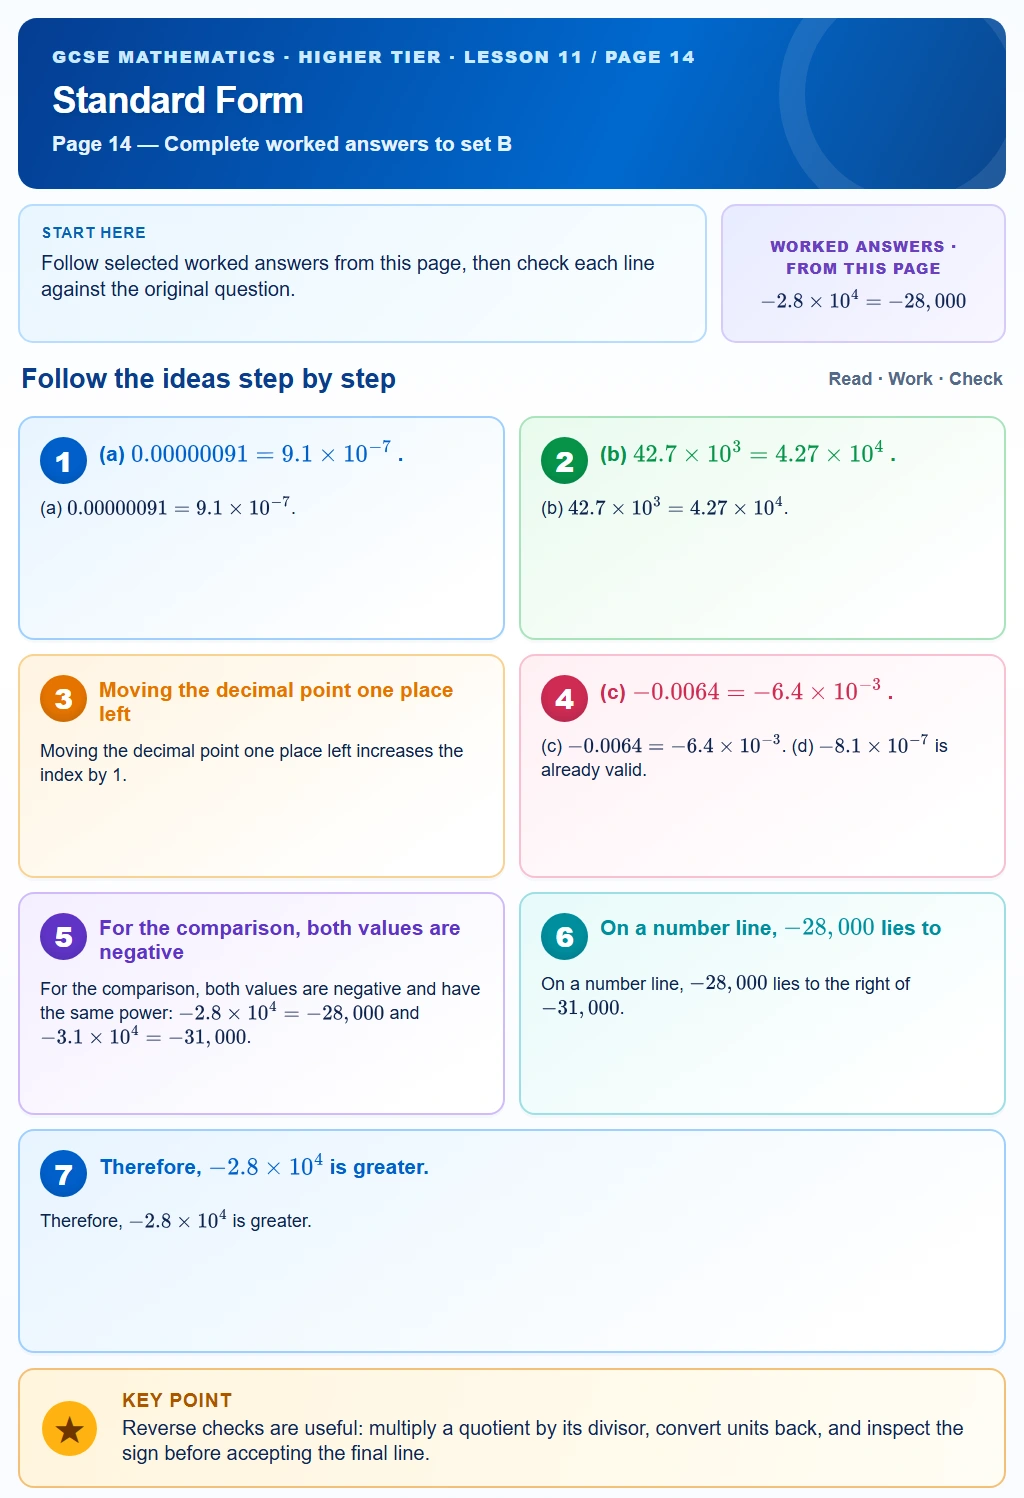 GCSE MATHEMATICS · HIGHER TIER · LESSON 11 / PAGE 14
Standard Form
Page 14 — Complete worked answers to set B
START HERE
Follow selected worked answers from this page, then check each line
against the original question.
WORKED ANSWERS ·
FROM THIS PAGE
−2.8 × 10⁴ = −28,000
Follow the ideas step by step
Read · Work · Check
1
(a) 0.00000091 = 9.1 × 10⁻⁷ .
(a) 0.00000091 = 9.1 × 10⁻⁷.
2
(b) 42.7 × 10³ = 4.27 × 10⁴ .
(b) 42.7 × 10³ = 4.27 × 10⁴.
3
Moving the decimal point one place
left
Moving the decimal point one place left increases the
index by 1.
4
(c) −0.0064 = −6.4 × 10⁻³ .
(c) −0.0064 = −6.4 × 10⁻³. (d) −8.1 × 10⁻⁷ is
already valid.
5
For the comparison, both values are
negative
For the comparison, both values are negative and have
the same power: −2.8 × 10⁴ = −28,000 and
−3.1 × 10⁴ = −31,000.
6
On a number line, −28,000 lies to
On a number line, −28,000 lies to the right of
−31,000.
7
Therefore, −2.8 × 10⁴ is greater.
Therefore, −2.8 × 10⁴ is greater.
KEY POINT
Reverse checks are useful: multiply a quotient by its divisor, convert units back, and inspect the
sign before accepting the final line.